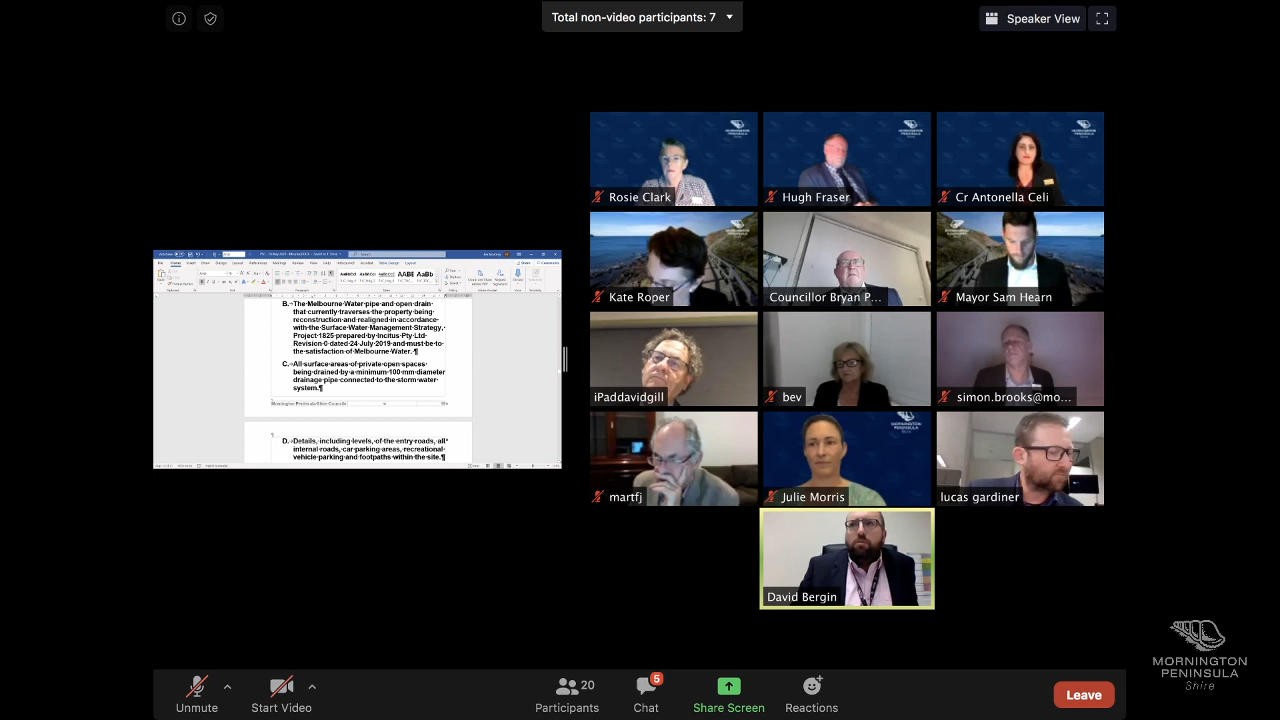 Total non-video participants: 7
Speaker View
Rosie Clark
Hugh Fraser
Cr Antonella Celi
Kate Roper
Councillor Bryan P...
Mayor Sam Hearn
iPaddavidgill
bev
simon.brooks@mo...
martfj
Julie Morris
lucas gardiner
David Bergin
B. The Melbourne Water pipe and open drain
that currently traverses the property being
reconstruction and realigned in accordance
with the Surface Water Management Strategy,
Project 1825 prepared by Incitus Pty Ltd
Revision 0 dated 24 July 2019 and must be to
the satisfaction of Melbourne Water. ¶
C. All surface areas of private open spaces
being drained by a minimum 100 mm diameter
drainage pipe connected to the storm water
system.¶
Mornington Peninsula Shire Council
D. Details, including levels, of the entry roads, all
internal roads, car parking areas, recreational
vehicle parking and footpaths within the site.¶
MORNINGTON
PENINSULA
Shire
Unmute
Start Video
20
Participants
5
Chat
Share Screen
Reactions
Leave